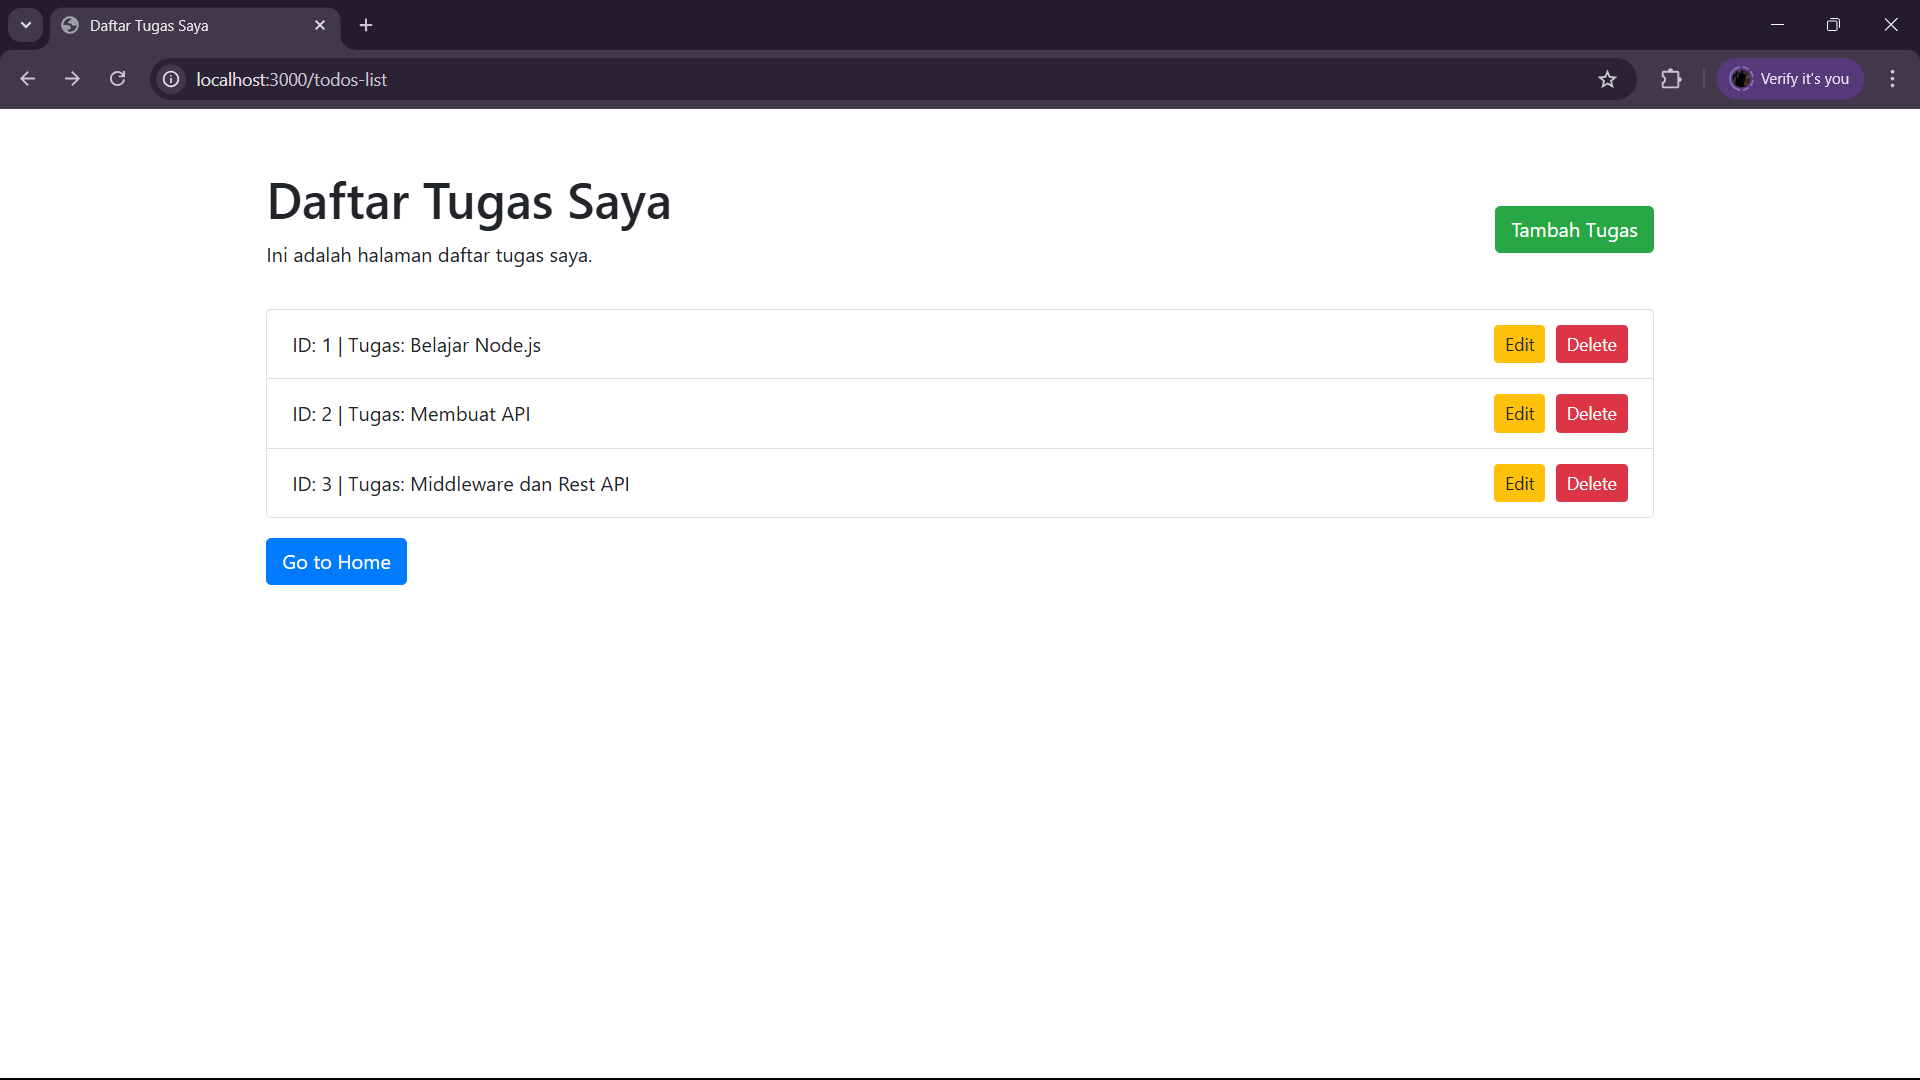 Daftar Tugas Saya
localhost:3000/todos-list
Verify it's you
Daftar Tugas Saya
Ini adalah halaman daftar tugas saya.
Tambah Tugas
ID: 1 | Tugas: Belajar Node.js Edit Delete
ID: 2 | Tugas: Membuat API Edit Delete
ID: 3 | Tugas: Middleware dan Rest API Edit Delete
Go to Home